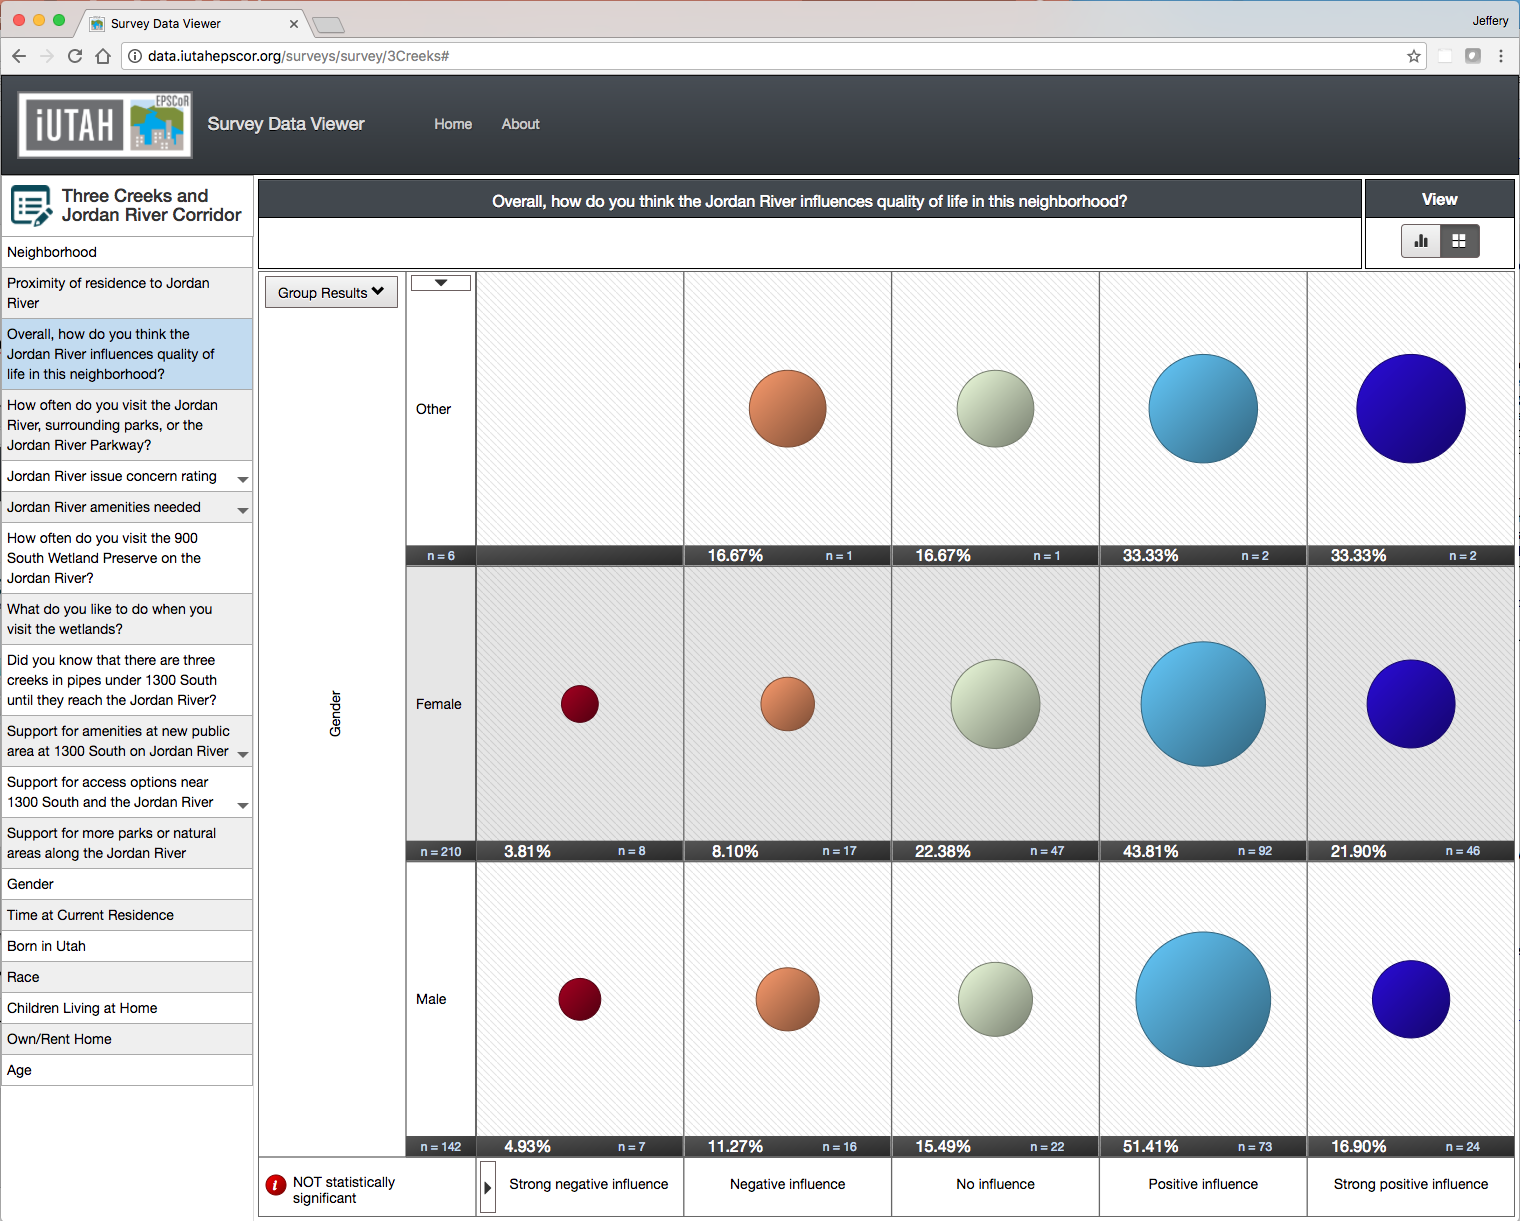 Survey Data Viewer
Jeffery
data.iutahepscor.org/surveys/survey/3Creeks#
iUTAH
EPSCoR
Survey Data Viewer
Home
About
Three Creeks and
Jordan River Corridor
Neighborhood
Proximity of residence to Jordan
River
Overall, how do you think the
Jordan River influences quality of
life in this neighborhood?
How often do you visit the Jordan
River, surrounding parks, or the
Jordan River Parkway?
Jordan River issue concern rating
Jordan River amenities needed
How often do you visit the 900
South Wetland Preserve on the
Jordan River?
What do you like to do when you
visit the wetlands?
Did you know that there are three
creeks in pipes under 1300 South
until they reach the Jordan River?
Support for amenities at new public
area at 1300 South on Jordan River
Support for access options near
1300 South and the Jordan River
Support for more parks or natural
areas along the Jordan River
Gender
Time at Current Residence
Born in Utah
Race
Children Living at Home
Own/Rent Home
Age
Overall, how do you think the Jordan River influences quality of life in this neighborhood?
View
Group Results
Gender
Other
n = 6
16.67% n = 1
16.67% n = 1
33.33% n = 2
33.33% n = 2
Female
n = 210
3.81% n = 8
8.10% n = 17
22.38% n = 47
43.81% n = 92
21.90% n = 46
Male
n = 142
4.93% n = 7
11.27% n = 16
15.49% n = 22
51.41% n = 73
16.90% n = 24
i NOT statistically
significant
Strong negative influence
Negative influence
No influence
Positive influence
Strong positive influence